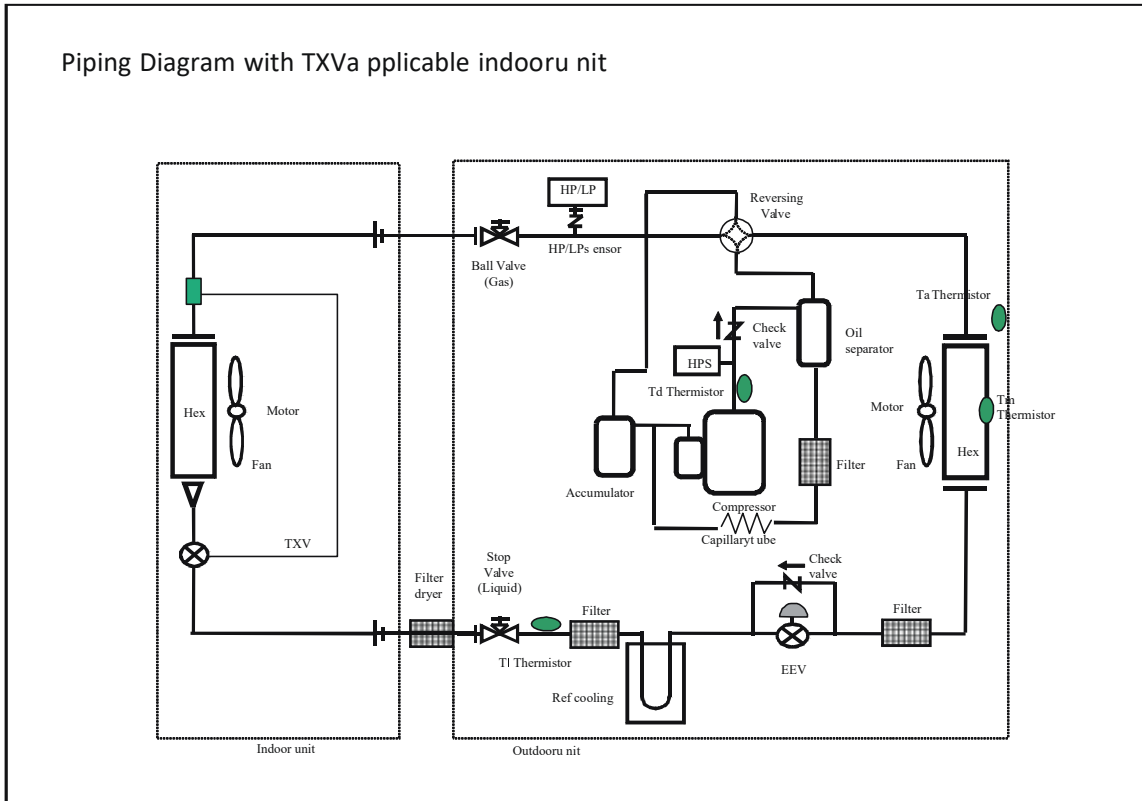 Piping Diagram with TXVa pplicable indooru nit
HP/LP
Reversing
Valve
HP/LPs ensor
Ball Valve
(Gas)
Ta Thermistor
Check
valve
Oil
separator
HPS
Td Thermistor
Hex
Motor
Fan
Motor
Tm
Thermistor
Fan
Hex
Filter
Accumulator
Compressor
Capillaryt ube
TXV
Filter
dryer
Stop
Valve
(Liquid)
Filter
Check
valve
Filter
Tl Thermistor
EEV
Ref cooling
Indoor unit
Outdooru nit